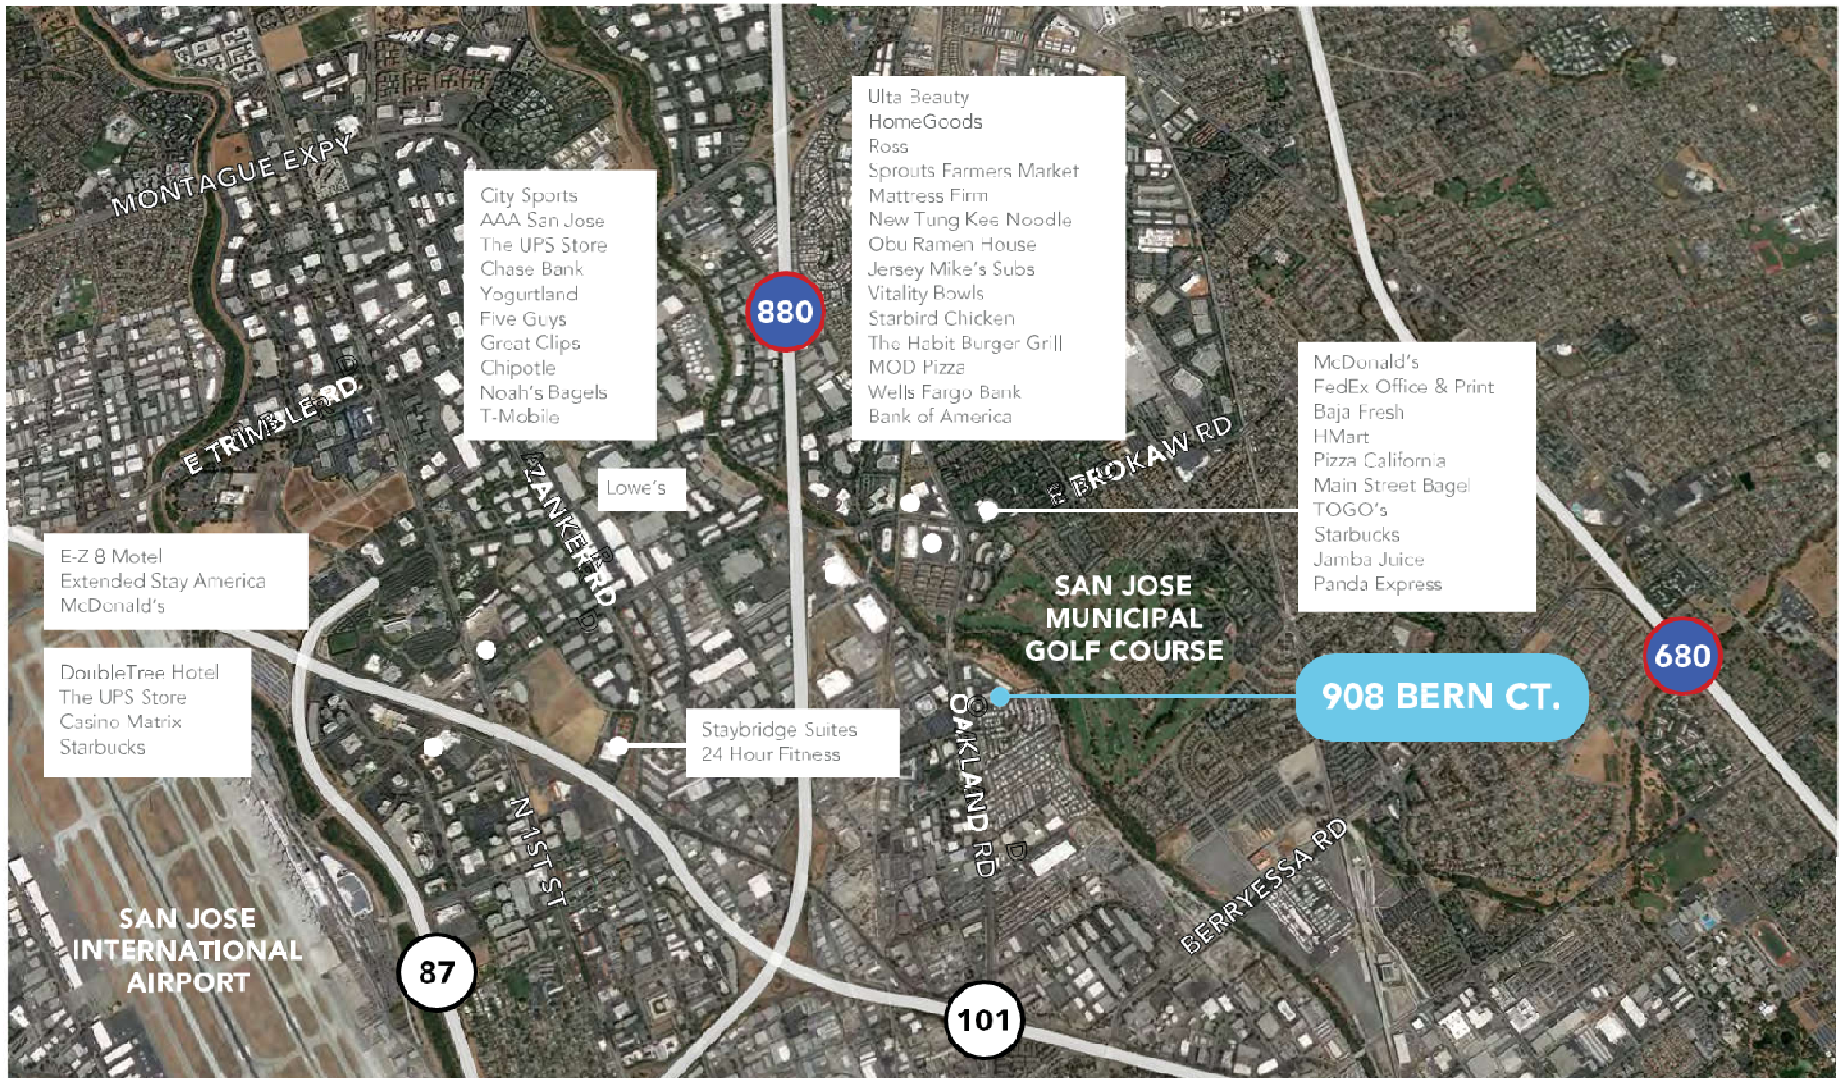 MONTAGUE EXPY
City Sports
AAA San Jose
The UPS Store
Chase Bank
Yogurtland
Five Guys
Great Clips
Chipotle
Noah's Bagels
T-Mobile
880
Ulta Beauty
HomeGoods
Ross
Sprouts Farmers Market
Mattress Firm
New Tung Kee Noodle
Obu Ramen House
Jersey Mike's Subs
Vitality Bowls
Starbird Chicken
The Habit Burger Grill
MOD Pizza
Wells Fargo Bank
Bank of America
McDonald's
FedEx Office & Print
Baja Fresh
HMart
Pizza California
Main Street Bagel
TOGO's
Starbucks
Jamba Juice
Panda Express
E TRIMBLE RD
ZANKER RD
Lowe's
E BROKAW RD
E-Z 8 Motel
Extended Stay America
McDonald's
DoubleTree Hotel
The UPS Store
Casino Matrix
Starbucks
SAN JOSE
MUNICIPAL
GOLF COURSE
908 BERN CT.
680
Staybridge Suites
24 Hour Fitness
OAKLAND RD
N 1ST ST
BERRYESSA RD
SAN JOSE
INTERNATIONAL
AIRPORT
87
101